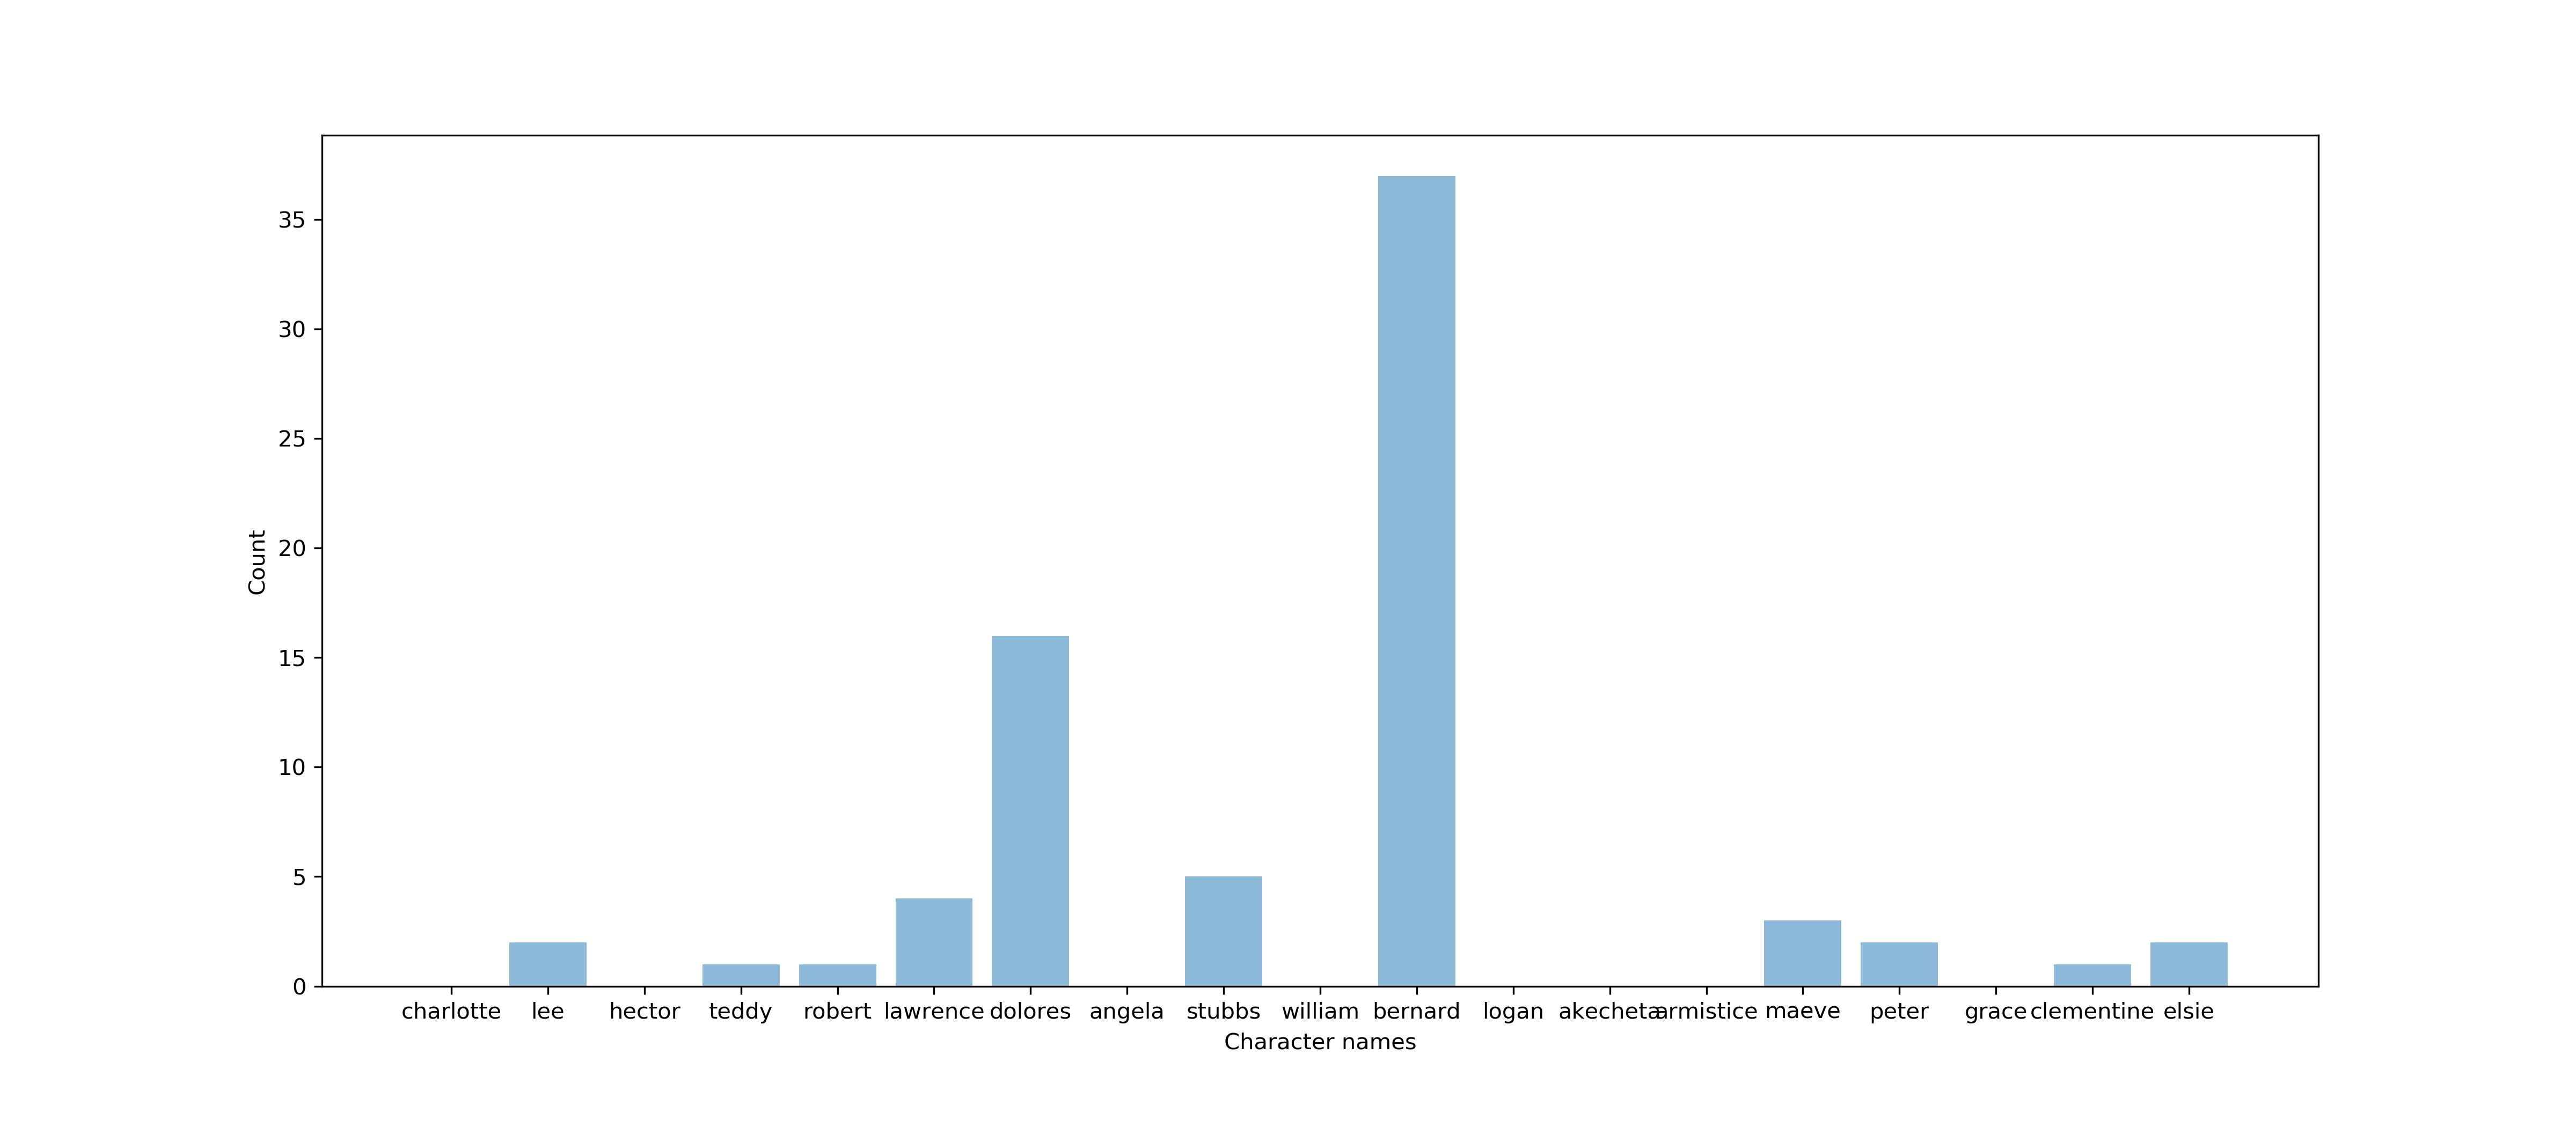 35
30
25
20
15
10
5
0
Count
charlotte lee hector teddy robert lawrence dolores angela stubbs william bernard logan akecheta armistice maeve peter grace clementine elsie
Character names